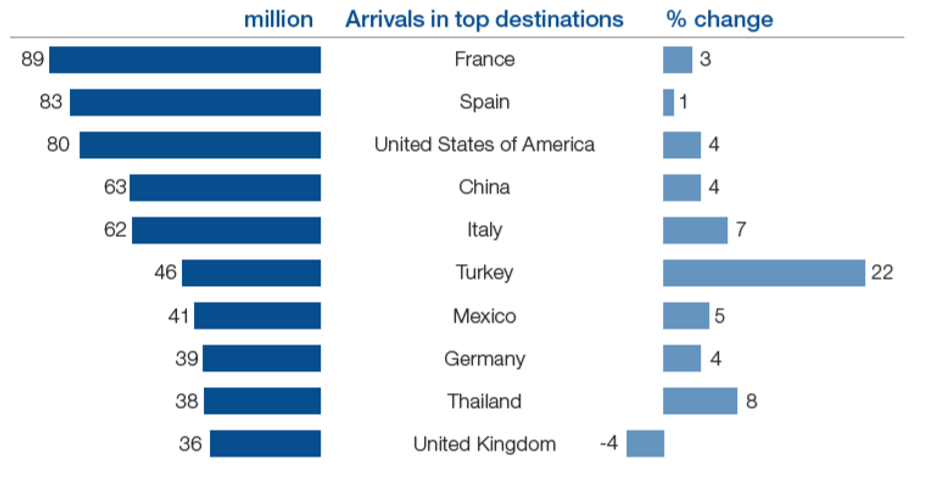 million Arrivals in top destinations % change
89 France 3
83 Spain 1
80 United States of America 4
63 China 4
62 Italy 7
46 Turkey 22
41 Mexico 5
39 Germany 4
38 Thailand 8
36 United Kingdom -4